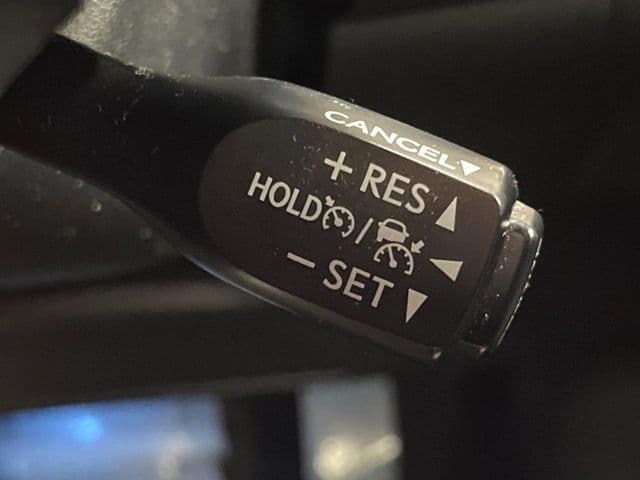 CANCEL▼
+ RES ▲
HOLD / ◀
− SET ▼